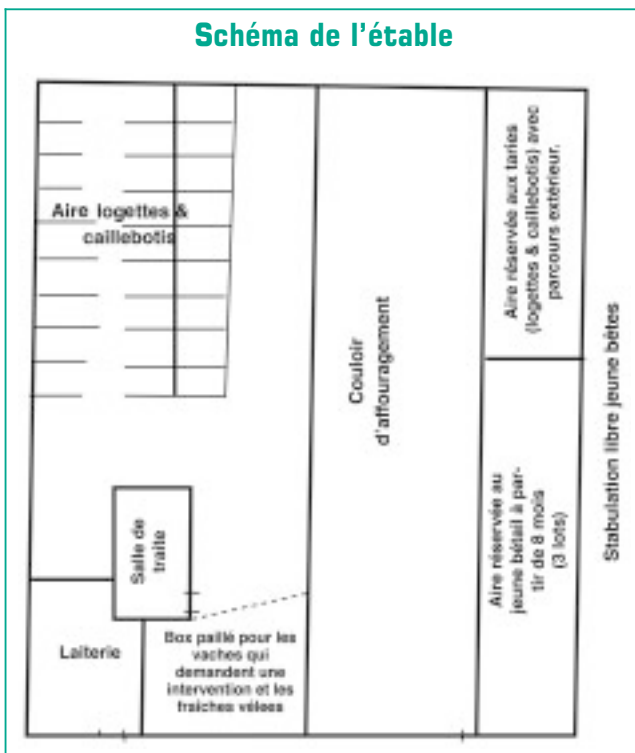 Schéma de l'étable
Aire logettes &
caillebotis
Couloir
d'affouragement
Aire réservée aux taries
(logettes & caillebotis) avec
parcours extérieur.
Stabulation libre jeune bêtes
Aire réservée au
jeune bétail à par-
tir de 8 mois
(3 lots)
Salle de
traite
Laiterie
Box paillé pour les
vaches qui
demandent une
intervention et les
fraîches vélées